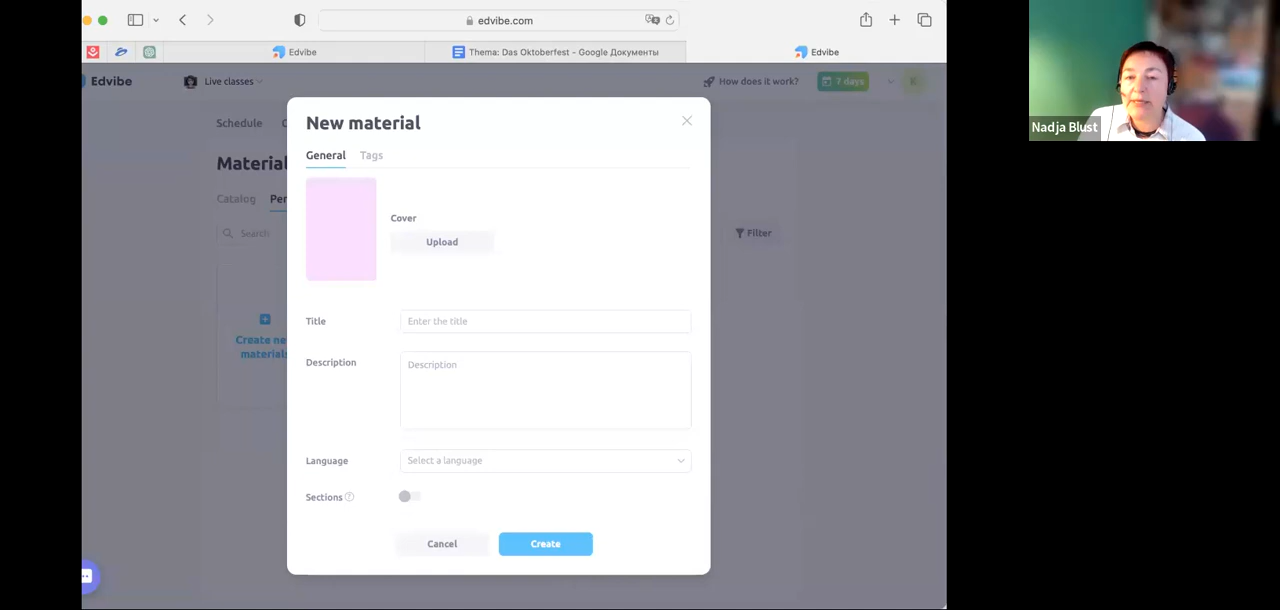 edvibe.com
Edvibe
Thema: Das Oktoberfest - Google Документы
Edvibe
Edvibe
Live classes
How does it work?
7 days
Schedule
New material
General
Tags
Material
Catalog
Per
Search
Filter
Cover
Upload
Title
Enter the title
Create ne
materials
Description
Description
Language
Select a language
Sections
Cancel
Create
Nadja Blust